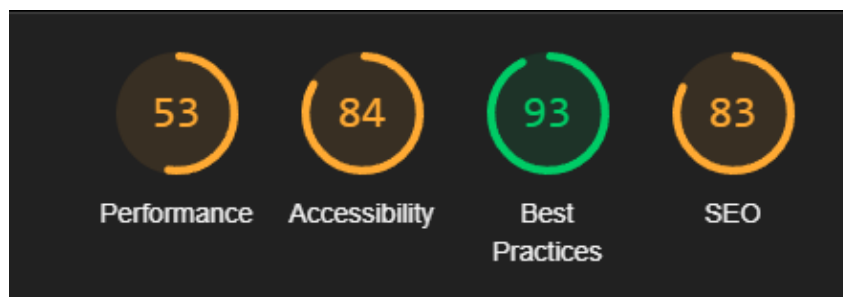 53
84
93
83
Performance
Accessibility
Best
Practices
SEO